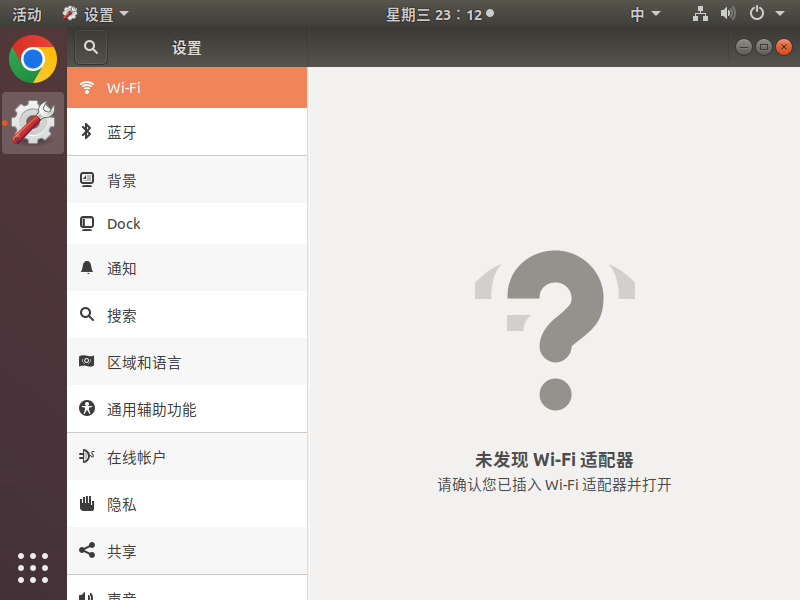 活动 设置 星期三 23：12 中
设置
Wi-Fi
蓝牙
背景
Dock
通知
搜索
区域和语言
通用辅助功能
在线帐户
隐私
共享
声音
未发现 Wi-Fi 适配器
请确认您已插入 Wi-Fi 适配器并打开